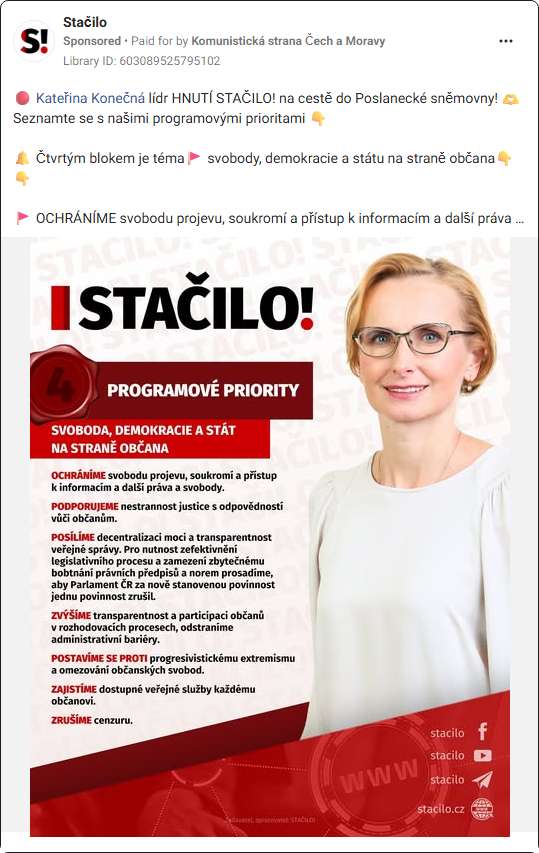 Stačilo
Sponsored • Paid for by Komunistická strana Čech a Moravy
Library ID: 603089525795102
Kateřina Konečná lídr HNUTÍ STAČILO! na cestě do Poslanecké sněmovny!
Seznamte se s našimi programovými prioritami
Čtvrtým blokem je téma svobody, demokracie a státu na straně občana
OCHRÁNÍME svobodu projevu, soukromí a přístup k informacím a další práva ...
S!
STAČILO!
4
PROGRAMOVÉ PRIORITY
SVOBODA, DEMOKRACIE A STÁT
NA STRANĚ OBČANA
OCHRÁNÍME svobodu projevu, soukromí a přístup
k informacím a další práva a svobody.
PODPORUJEME nestrannost justice s odpovědností
vůči občanům.
POSÍLÍME decentralizaci moci a transparentnost
veřejné správy. Pro nutnost zefektivnění
legislativního procesu a zamezení zbytečnému
bobtnání právních předpisů a norem prosadíme,
aby Parlament ČR za nově stanovenou povinnost
jednu povinnost zrušil.
ZVÝŠÍME transparentnost a participaci občanů
v rozhodovacích procesech, odstraníme
administrativní bariéry.
POSTAVÍME SE PROTI progresivistickému extremismu
a omezování občanských svobod.
ZAJISTÍME dostupné veřejné služby každému
občanovi.
ZRUŠÍME cenzuru.
stacilo
stacilo
stacilo
stacilo.cz
WWW
Zadavatel, zpracovatel: STAČILO!